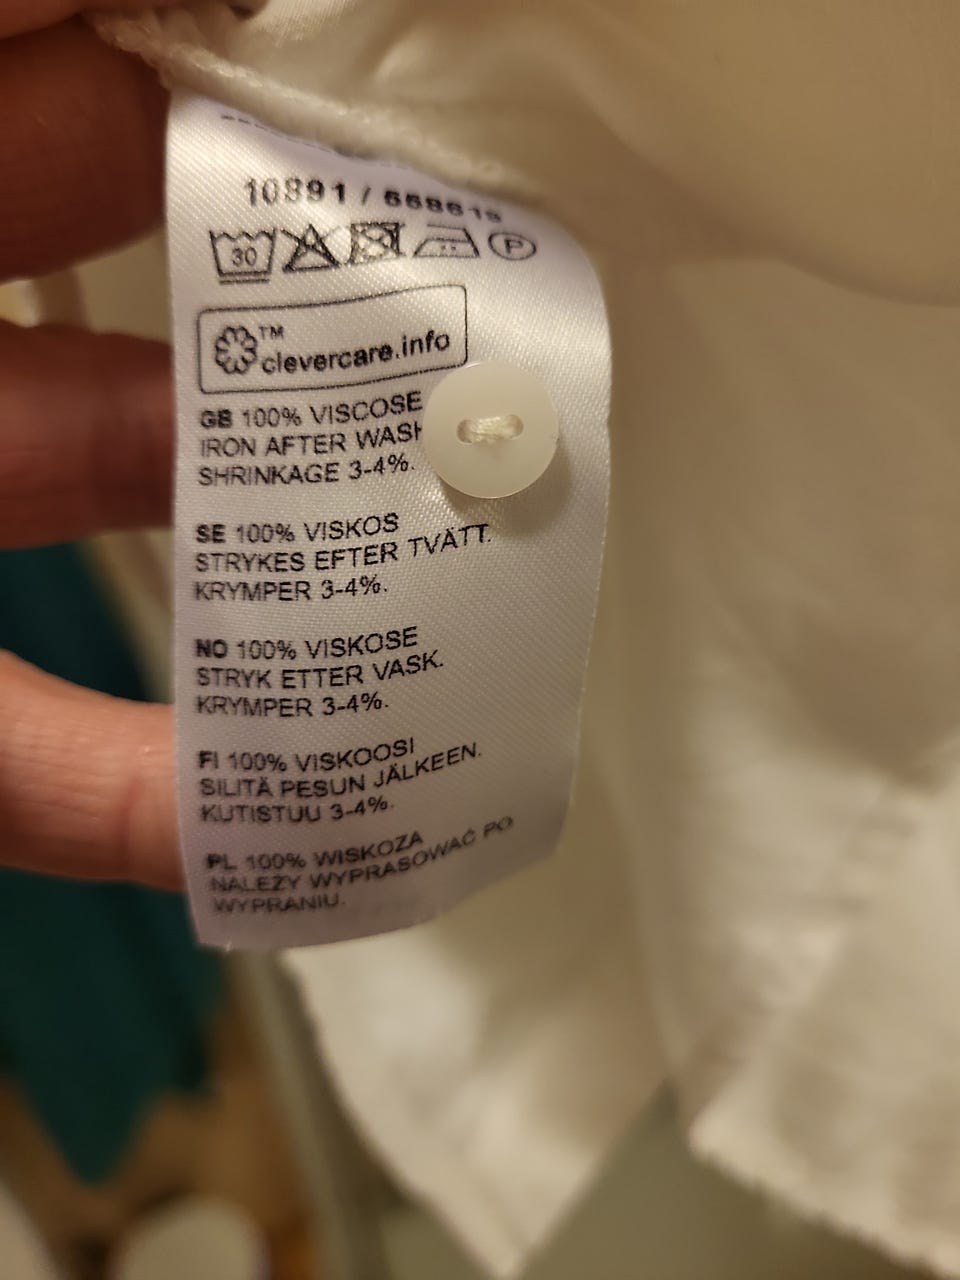 10891 /
30
P
TM
clevercare.info
GB 100% VISCOSE
IRON AFTER WASH
SHRINKAGE 3-4%.
SE 100% VISKOS
STRYKES EFTER TVÄTT.
KRYMPER 3-4%.
NO 100% VISKOSE
STRYK ETTER VASK.
KRYMPER 3-4%.
FI 100% VISKOOSI
SILITÄ PESUN JÄLKEEN.
KUTISTUU 3-4%.
PL 100% WISKOZA
NALEŻY WYPRASOWAĆ PO
WYPRANIU.